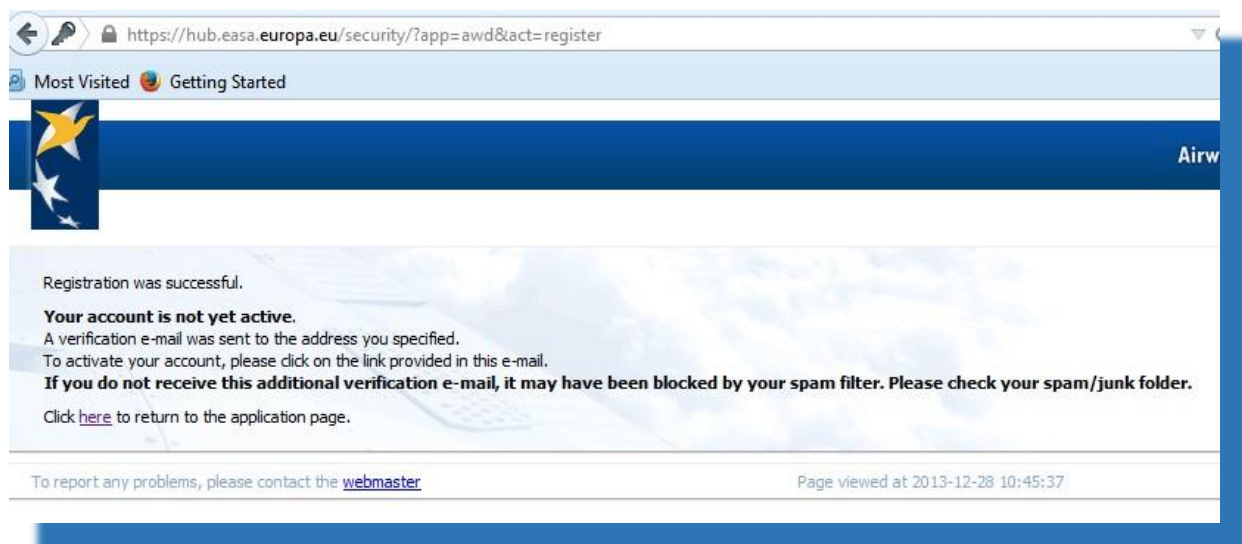 https://hub.easa.europa.eu/security/?app=awd&act=register
Most Visited Getting Started
Airw
Registration was successful.
Your account is not yet active.
A verification e-mail was sent to the address you specified.
To activate your account, please click on the link provided in this e-mail.
If you do not receive this additional verification e-mail, it may have been blocked by your spam filter. Please check your spam/junk folder.
Click here to return to the application page.
To report any problems, please contact the webmaster Page viewed at 2013-12-28 10:45:37